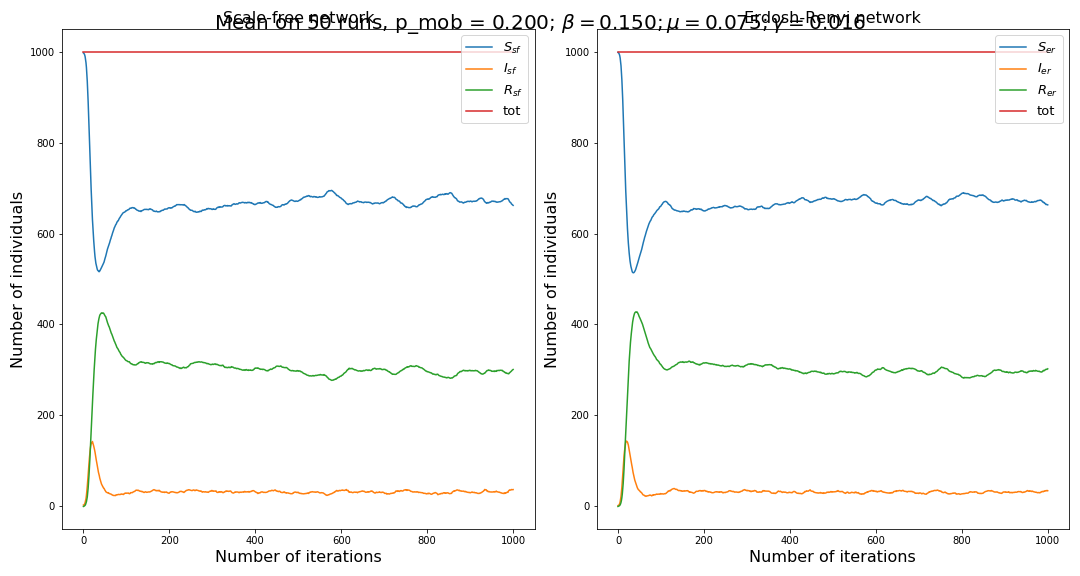 Mean on 50 runs, p_mob = 0.200; β = 0.150; μ = 0.075; γ = 0.016
Scale-free network
Erdosh-Renyi network
1000
800
600
400
200
0
Number of individuals
S_sf
I_sf
R_sf
tot
0 200 400 600 800 1000
Number of iterations
1000
800
600
400
200
0
Number of individuals
S_er
I_er
R_er
tot
0 200 400 600 800 1000
Number of iterations